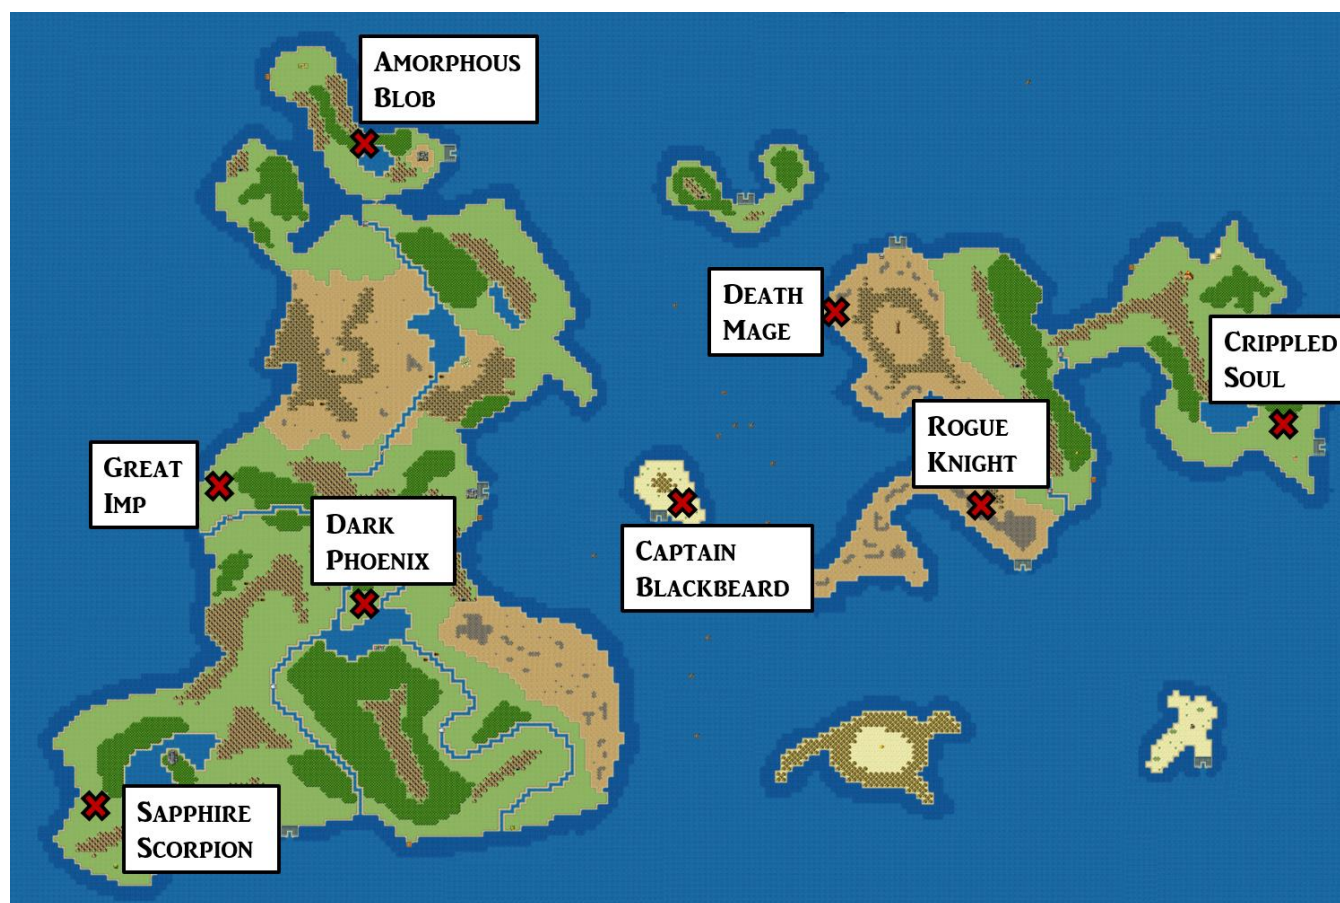 AMORPHOUS
BLOB
DEATH
MAGE
CRIPPLED
SOUL
ROGUE
KNIGHT
GREAT
IMP
DARK
PHOENIX
CAPTAIN
BLACKBEARD
SAPPHIRE
SCORPION